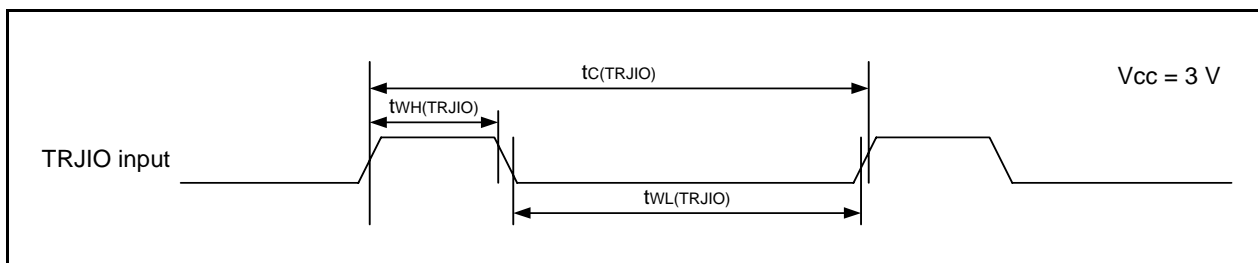 tC(TRJIO)
Vcc = 3 V
tWH(TRJIO)
TRJIO input
tWL(TRJIO)